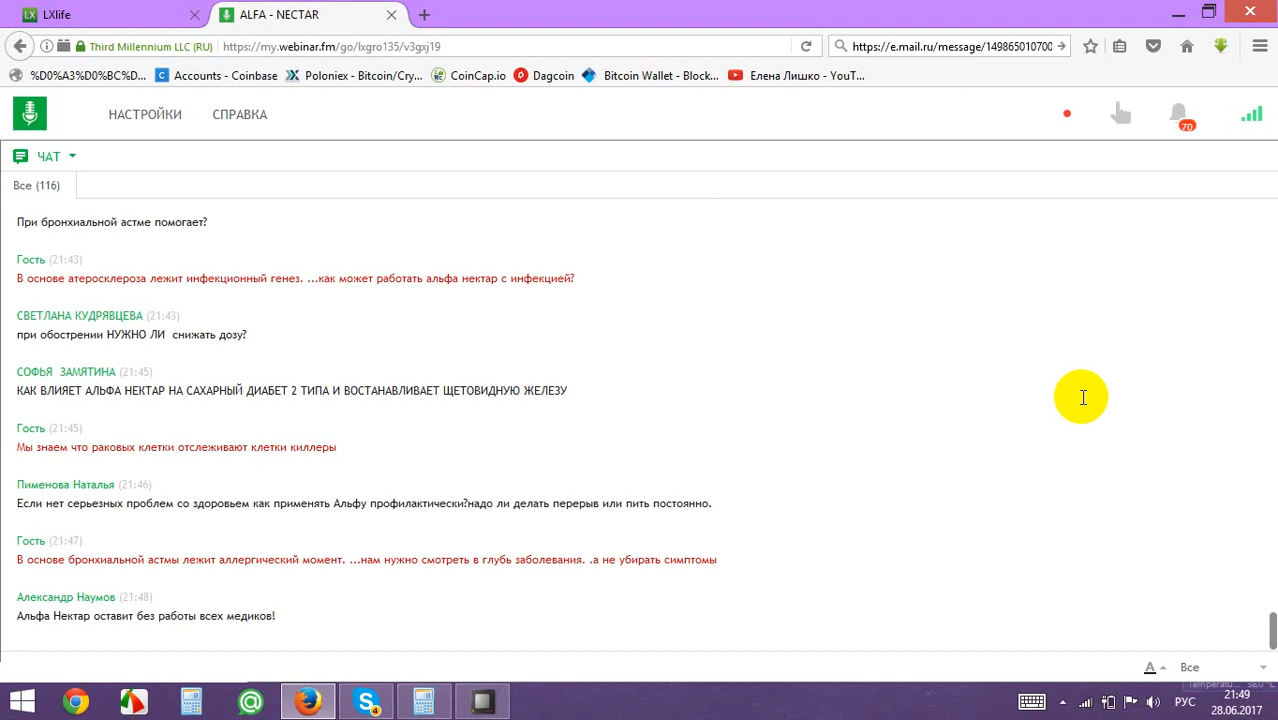 LXlife
ALFA - NECTAR
Third Millennium LLC (RU)
https://my.webinar.fm/go/lxgro135/v3gxj19
https://e.mail.ru/message/149865010700
%D0%A3%D0%BC%D...
Accounts - Coinbase
Poloniex - Bitcoin/Cry...
CoinCap.io
Dagcoin
Bitcoin Wallet - Block...
Елена Лишко - YouT...
НАСТРОЙКИ
СПРАВКА
70
ЧАТ
Все (116)
При бронхиальной астме помогает?
Гость (21:43)
В основе атеросклероза лежит инфекционный генез. ...как может работать альфа нектар с инфекцией?
СВЕТЛАНА КУДРЯВЦЕВА (21:43)
при обострении НУЖНО ЛИ снижать дозу?
СОФЬЯ ЗАМЯТИНА (21:45)
КАК ВЛИЯЕТ АЛЬФА НЕКТАР НА САХАРНЫЙ ДИАБЕТ 2 ТИПА И ВОСТАНАВЛИВАЕТ ЩЕТОВИДНУЮ ЖЕЛЕЗУ
Гость (21:45)
Мы знаем что раковых клетки отслеживают клетки киллеры
Пименова Наталья (21:46)
Если нет серьезных проблем со здоровьем как применять Альфу профилактически?надо ли делать перерыв или пить постоянно.
Гость (21:47)
В основе бронхиальной астмы лежит аллергический момент. ...нам нужно смотреть в глубь заболевания. .а не убирать симптомы
Александр Наумов (21:48)
Альфа Нектар оставит без работы всех медиков!
A
Все
4
РУС
21:49
28.06.2017